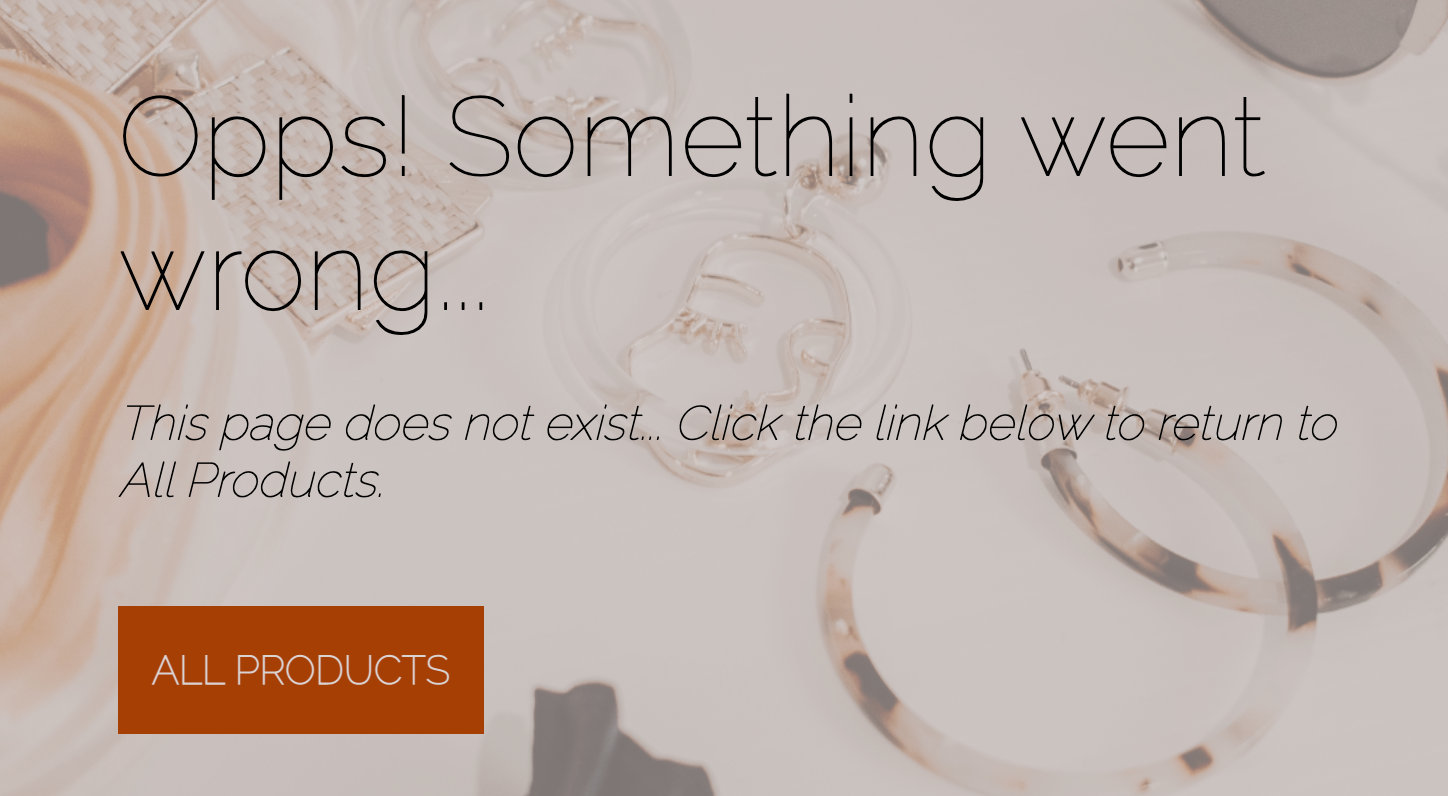 Opps! Something went
wrong...
This page does not exist... Click the link below to return to
All Products.
ALL PRODUCTS